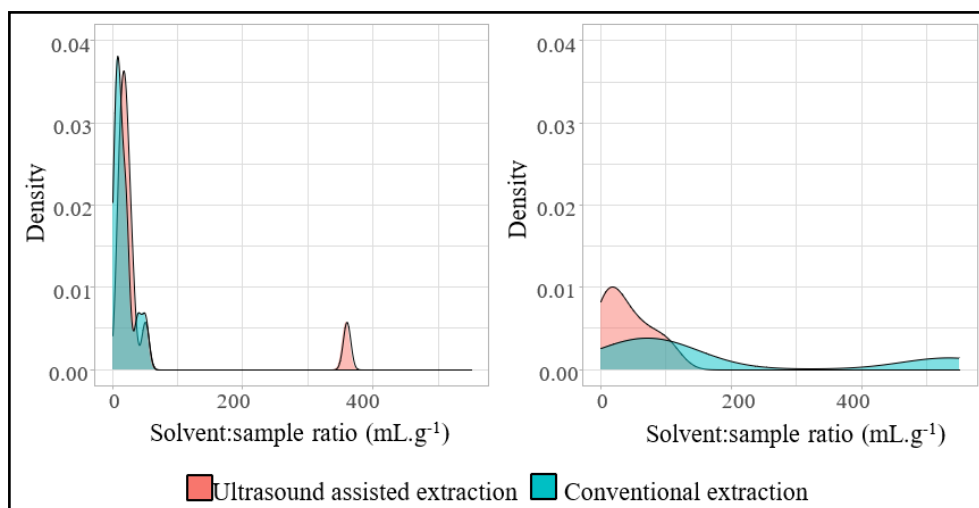 0.04
0.03
0.02
0.01
0.00
Density
0 200 400
Solvent:sample ratio (mL.g⁻¹)
0.04
0.03
0.02
0.01
0.00
Density
0 200 400
Solvent:sample ratio (mL.g⁻¹)
Ultrasound assisted extraction Conventional extraction